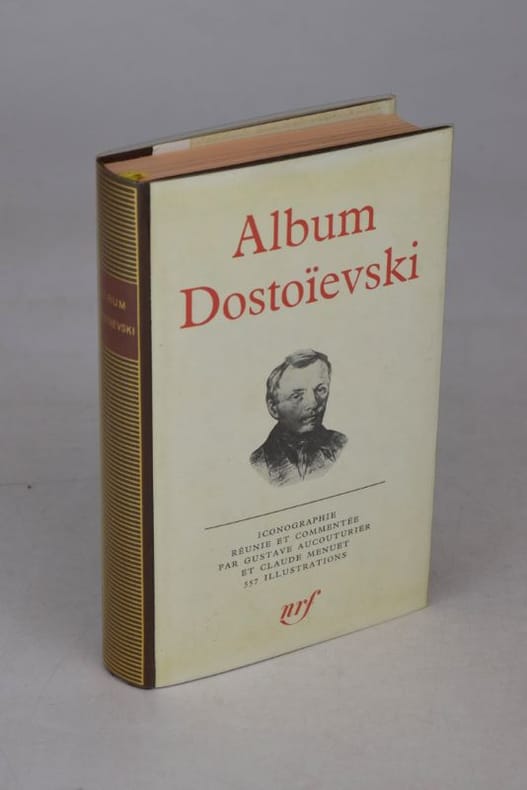 Album
Dostoïevski
ICONOGRAPHIE
RÉUNIE ET COMMENTÉE
PAR GUSTAVE AUCOUTURIER
ET CLAUDE MENUET
557 ILLUSTRATIONS
nrf